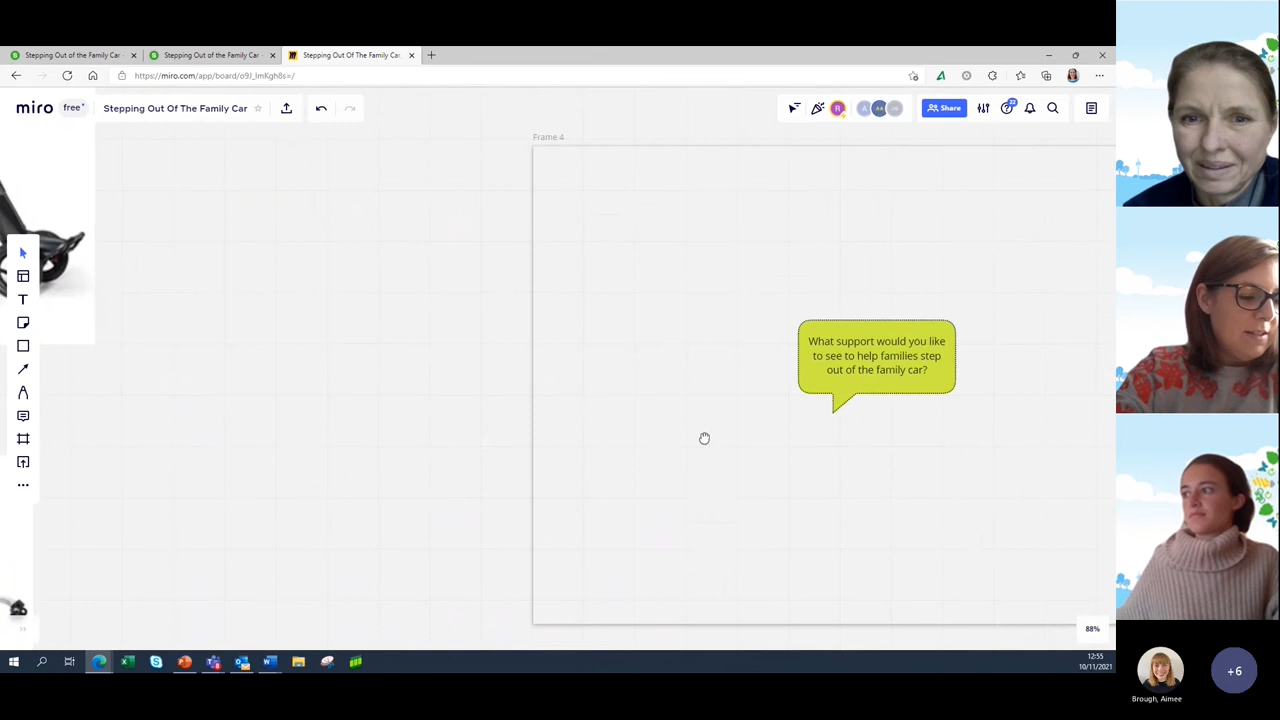 Stepping Out of the Family Car -
Stepping Out of the Family Car -
Stepping Out Of The Family Car,
https://miro.com/app/board/o9J_lmKgh8s=/
miro
free
Stepping Out Of The Family Car
R
A
AA
Share
22
Frame 4
What support would you like
to see to help families step
out of the family car?
88%
12:55
10/11/2021
Brough, Aimee
+6